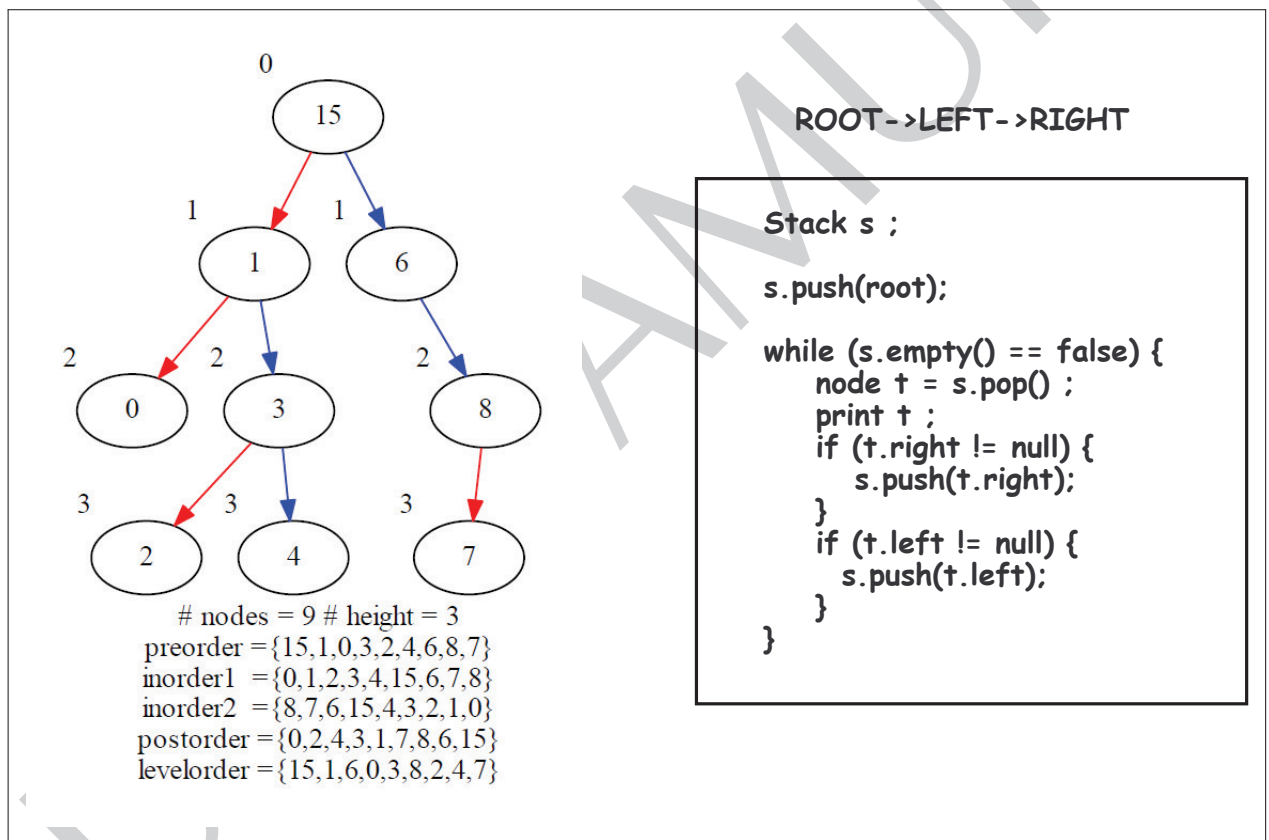 0
15
1 1
1 6
2 2 2
0 3 8
3 3 3
2 4 7
# nodes = 9 # height = 3
preorder ={15,1,0,3,2,4,6,8,7}
inorder1 ={0,1,2,3,4,15,6,7,8}
inorder2 ={8,7,6,15,4,3,2,1,0}
postorder ={0,2,4,3,1,7,8,6,15}
levelorder ={15,1,6,0,3,8,2,4,7}
ROOT->LEFT->RIGHT
Stack s ;
s.push(root);
while (s.empty() == false) {
node t = s.pop() ;
print t ;
if (t.right != null) {
s.push(t.right);
}
if (t.left != null) {
s.push(t.left);
}
}